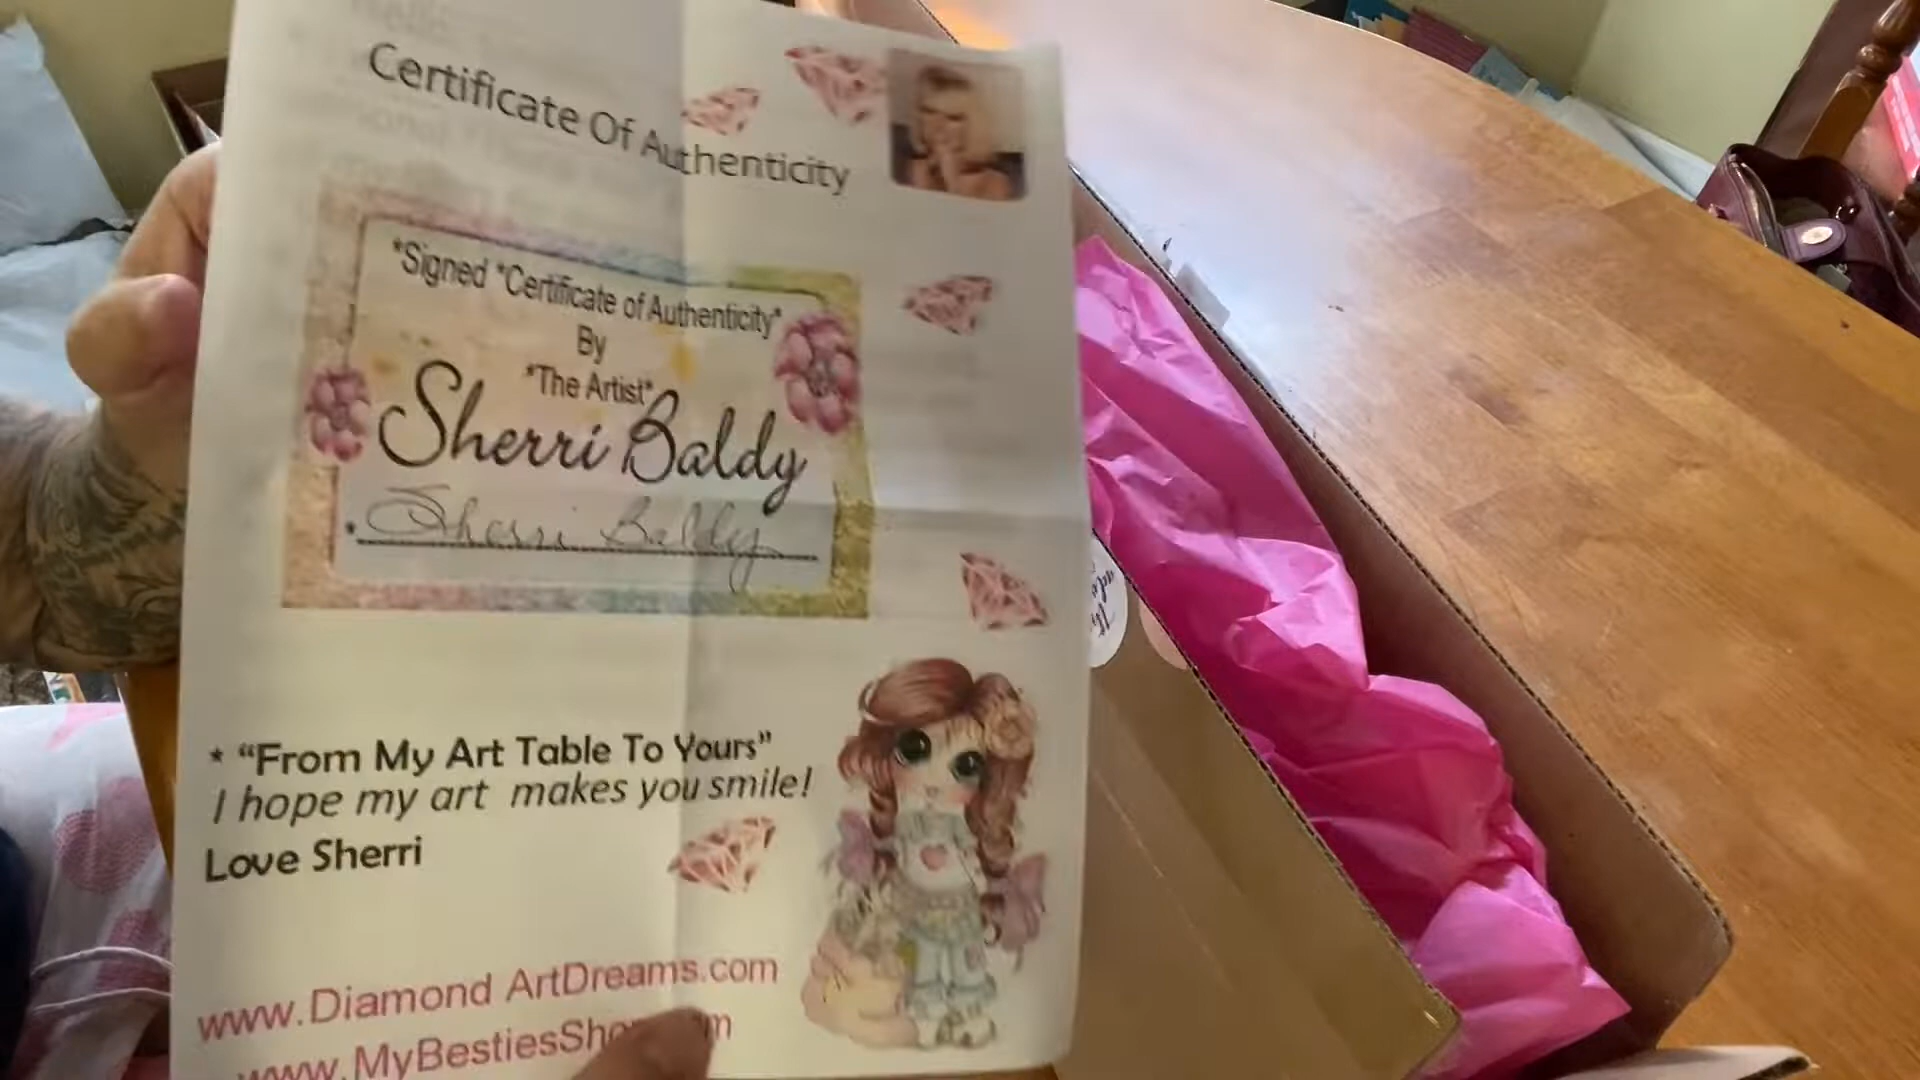 Certificate Of Authenticity
*Signed *Certificate of Authenticity*
By
*The Artist*
Sherri Baldy
Sherri Baldy
* “From My Art Table To Yours”
I hope my art makes you smile!
Love Sherri
www.Diamond ArtDreams.com